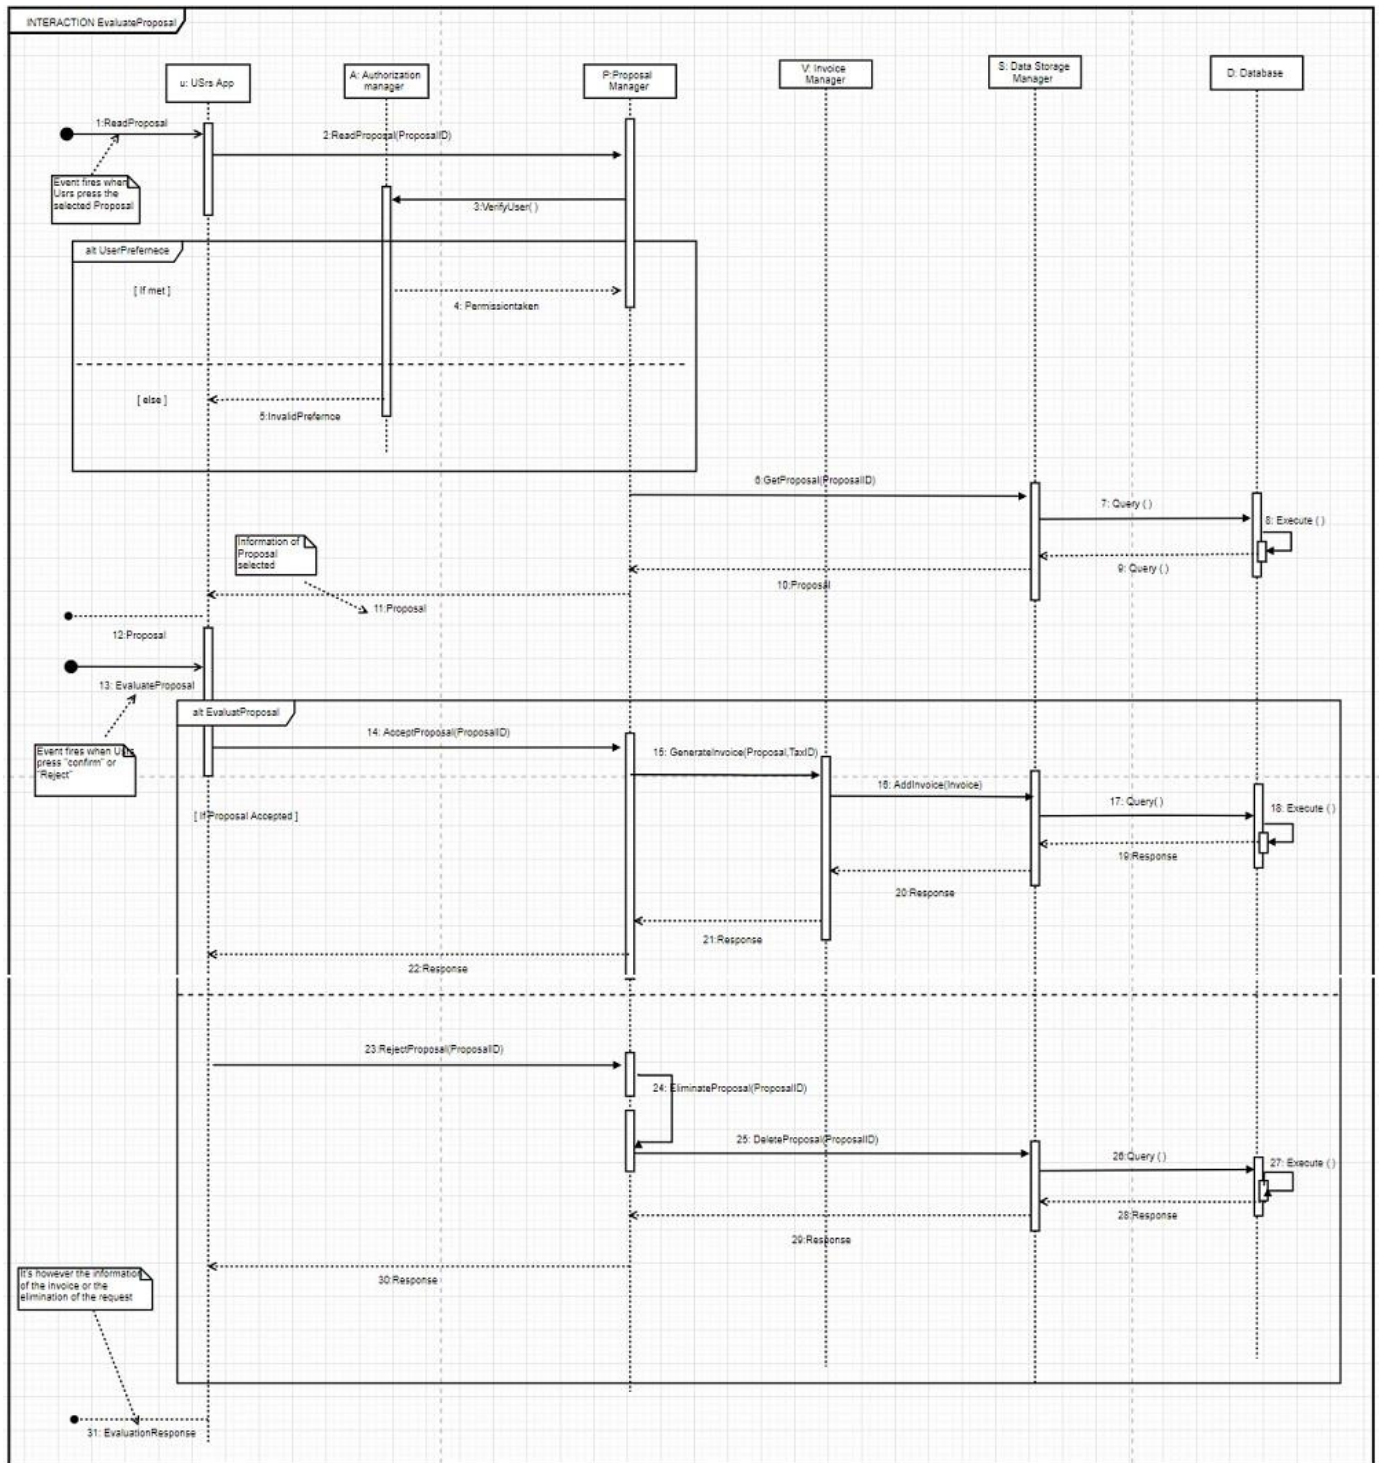 INTERACTION EvaluateProposal
u: USrs App
A: Authorization
manager
P:Proposal
Manager
V: Invoice
Manager
S: Data Storage
Manager
D: Database
1:ReadProposal
2:ReadProposal(ProposalID)
Event fires when
Usrs press the
selected Proposal
3:VerifyUser( )
alt UserPrefernece
[ If met ]
4: Permissiontaken
[ else ]
5:InvalidPrefernce
6:GetProposal(ProposalID)
7: Query ( )
8: Execute ( )
9: Query ( )
Information of
Proposal
selected
10:Proposal
11:Proposal
12:Proposal
13: EvaluateProposal
alt EvaluatProposal
14: AcceptProposal(ProposalID)
Event fires when Usrs
press "confirm" or
"Reject"
15: GenerateInvoice(Proposal,TaxID)
16: AddInvoice(Invoice)
17: Query( )
18: Execute ( )
[ If Proposal Accepted ]
19:Response
20:Response
21:Response
22:Response
23:RejectProposal(ProposalID)
24: EliminateProposal(ProposalID)
25: DeleteProposal(ProposalID)
26:Query ( )
27: Execute ( )
28:Response
29:Response
30:Response
It's however the information
of the invoice or the
elimination of the request
31: EvaluationResponse